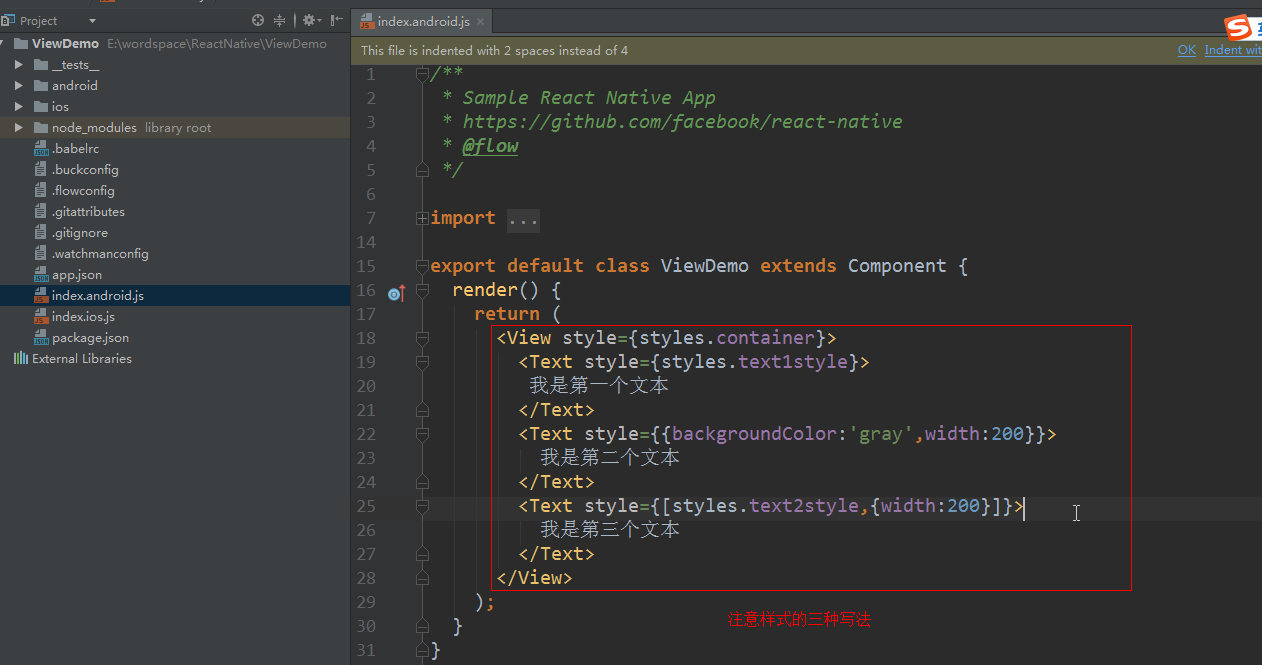 Project
index.android.js
ViewDemo E:\wordspace\ReactNative\ViewDemo
__tests__
android
ios
node_modules library root
.babelrc
.buckconfig
.flowconfig
.gitattributes
.gitignore
.watchmanconfig
app.json
index.android.js
index.ios.js
package.json
External Libraries
This file is indented with 2 spaces instead of 4
OK Indent wit
1 /**
2 * Sample React Native App
3 * https://github.com/facebook/react-native
4 * @flow
5 */
6
7 import ...
14
15 export default class ViewDemo extends Component {
16 render() {
17 return (
18 <View style={styles.container}>
19 <Text style={styles.text1style}>
20 我是第一个文本
21 </Text>
22 <Text style={{backgroundColor:'gray',width:200}}>
23 我是第二个文本
24 </Text>
25 <Text style={[styles.text2style,{width:200}]}>
26 我是第三个文本
27 </Text>
28 </View>
29 );
30 }
31 }
注意样式的三种写法